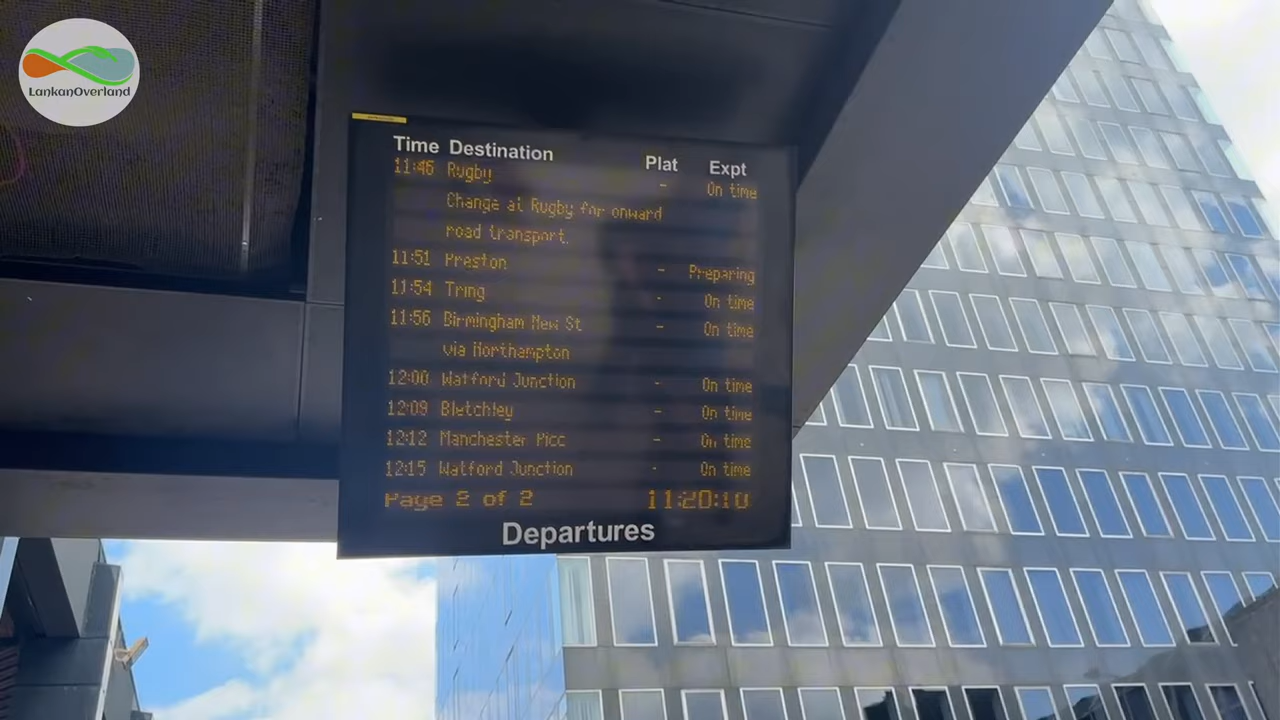 LankanOverland
Time Destination Plat Expt
11:46 Rugby - On time
Change at Rugby for onward
road transport.
11:51 Preston - Preparing
11:54 Tring - On time
11:56 Birmingham New St - On time
via Northampton
12:00 Watford Junction - On time
12:09 Bletchley - On time
12:12 Manchester Picc - On time
12:15 Watford Junction - On time
Page 2 of 2 11:20:10
Departures